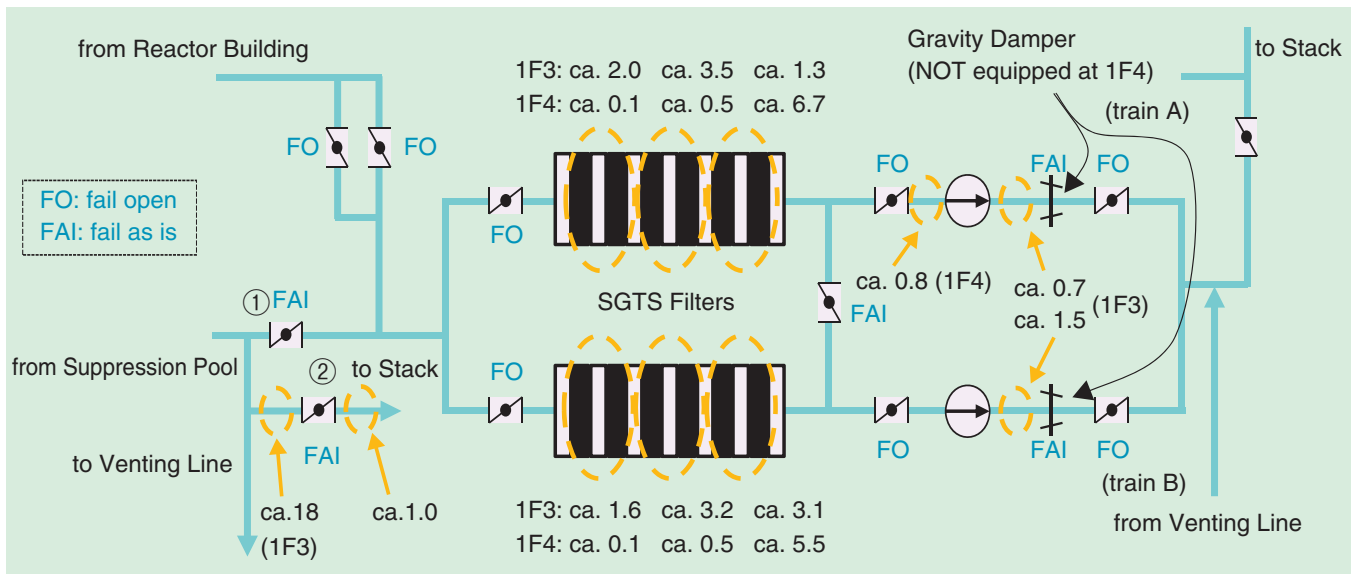 from Reactor Building
1F3: ca. 2.0 ca. 3.5 ca. 1.3
1F4: ca. 0.1 ca. 0.5 ca. 6.7
Gravity Damper
(NOT equipped at 1F4)
to Stack
(train A)
FO
FO
FO
FAI
FO
FO: fail open
FAI: fail as is
FO
ca. 0.8 (1F4)
ca. 0.7
ca. 1.5
(1F3)
SGTS Filters
FAI
① FAI
from Suppression Pool
② to Stack
FO
FAI
to Venting Line
FO
FAI
FO
ca.18
(1F3)
ca.1.0
1F3: ca. 1.6 ca. 3.2 ca. 3.1
1F4: ca. 0.1 ca. 0.5 ca. 5.5
(train B)
from Venting Line